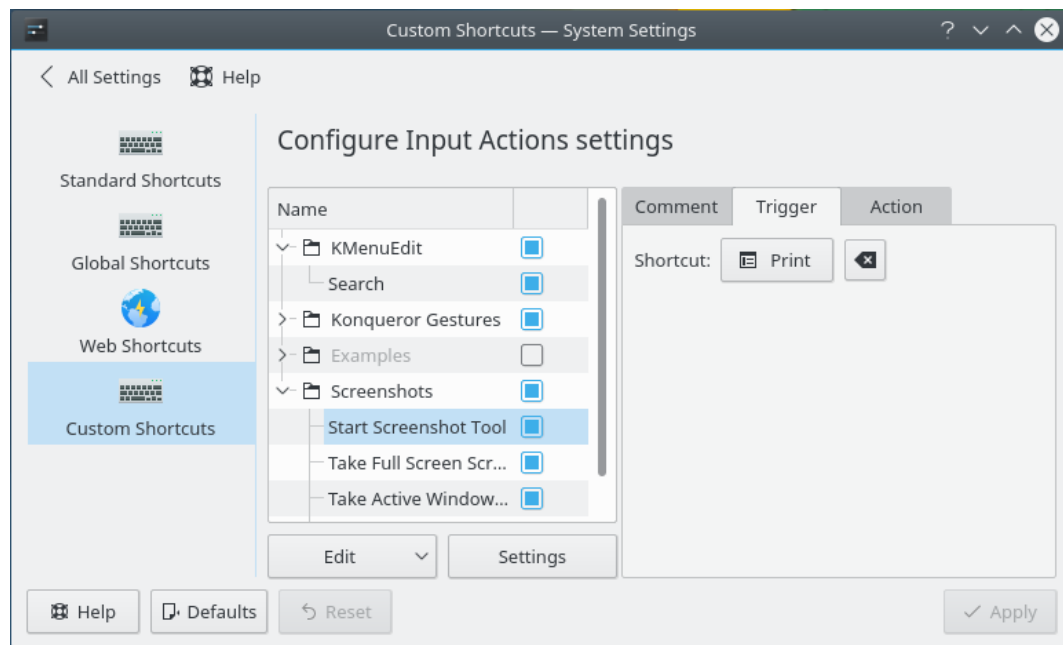 Custom Shortcuts — System Settings
All Settings Help
Configure Input Actions settings
Standard Shortcuts
Global Shortcuts
Web Shortcuts
Custom Shortcuts
Name
KMenuEdit
Search
Konqueror Gestures
Examples
Screenshots
Start Screenshot Tool
Take Full Screen Scr...
Take Active Window...
Edit Settings
Comment Trigger Action
Shortcut: Print
Help Defaults Reset Apply